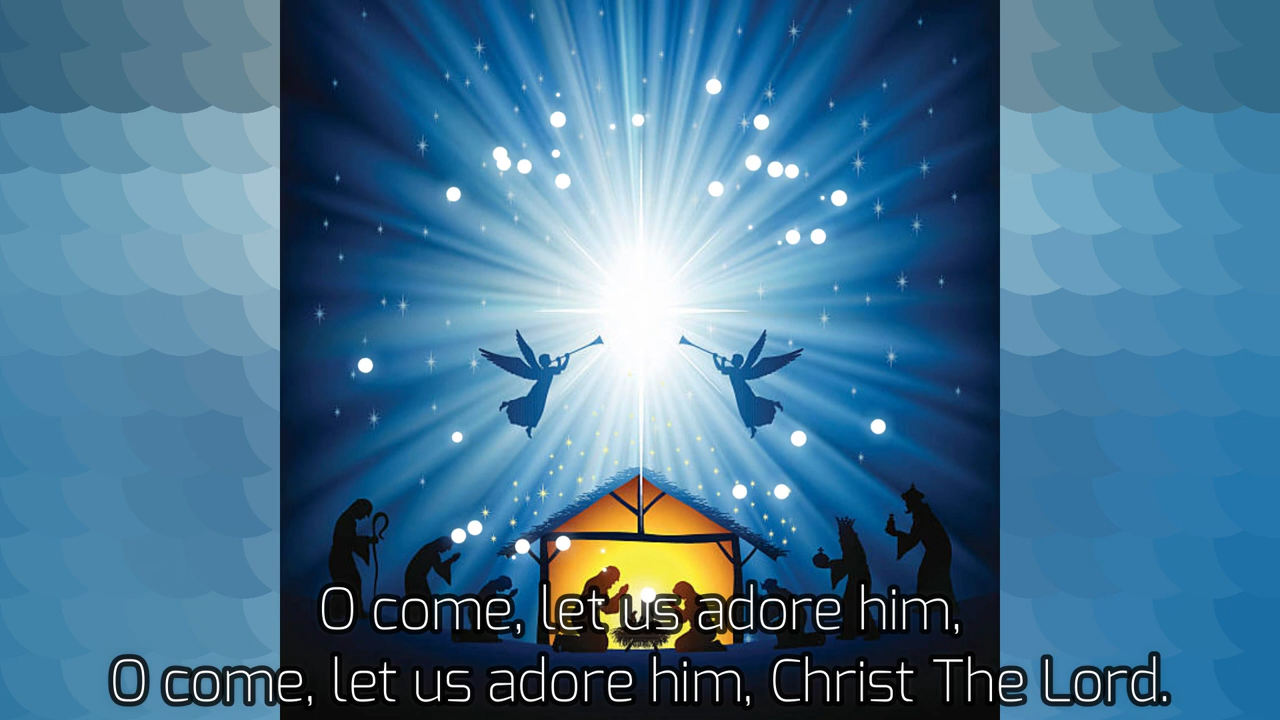 O come, let us adore him,
O come, let us adore him, Christ The Lord.